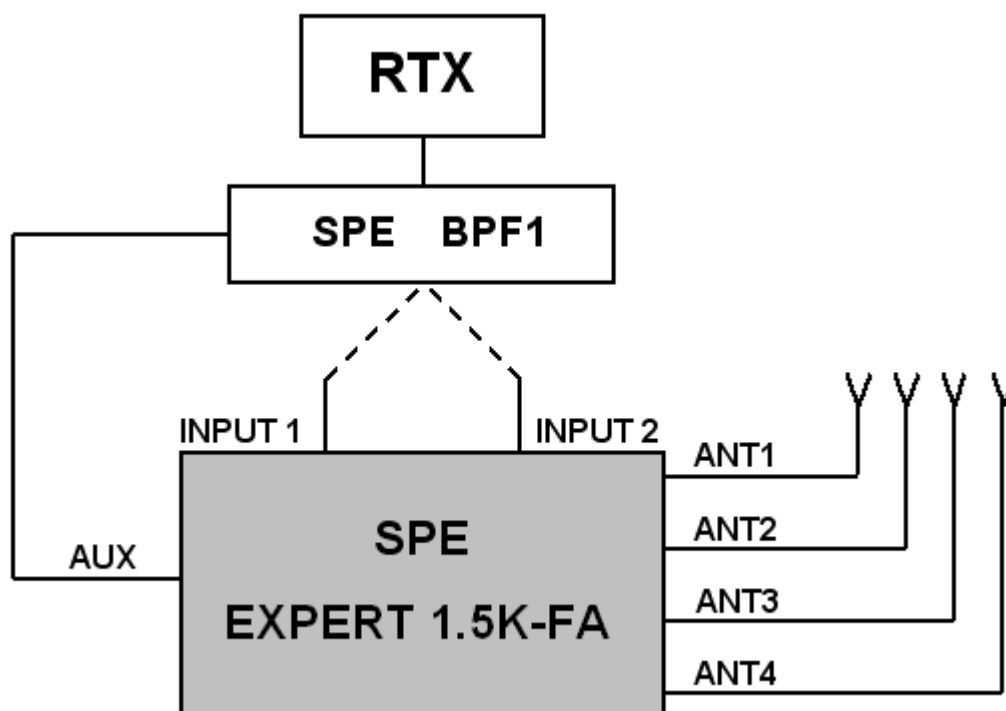 RTX
SPE BPF1
INPUT 1
INPUT 2
ANT1
SPE
ANT2
AUX
EXPERT 1.5K-FA
ANT3
ANT4